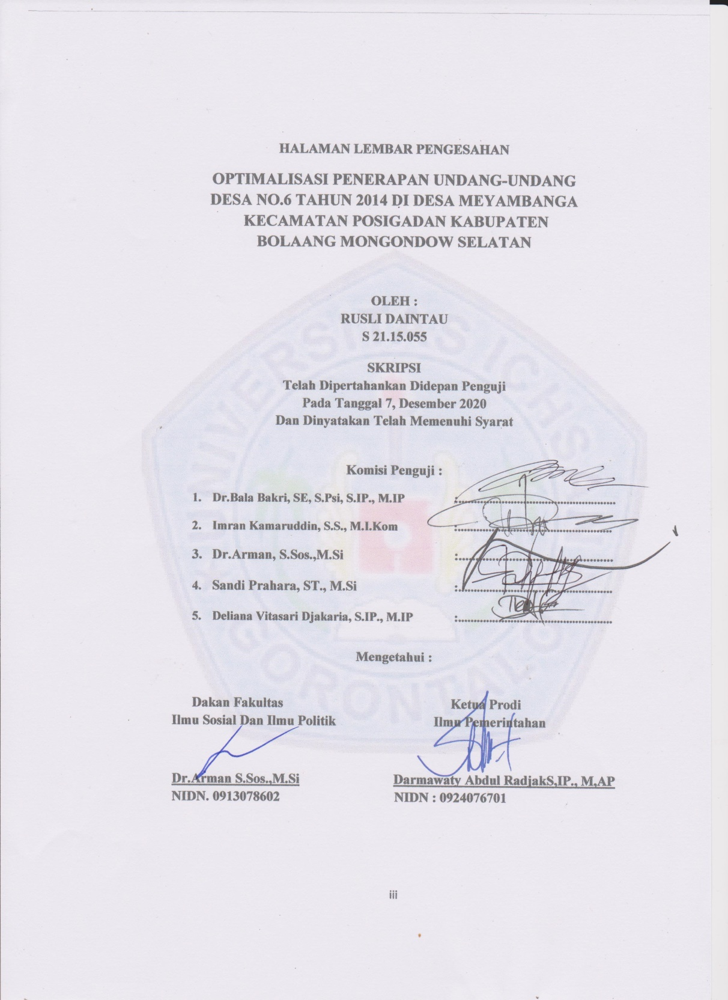 HALAMAN LEMBAR PENGESAHAN
OPTIMALISASI PENERAPAN UNDANG-UNDANG
DESA NO.6 TAHUN 2014 DI DESA MEYAMBANGA
KECAMATAN POSIGADAN KABUPATEN
BOLAANG MONGONDOW SELATAN
OLEH :
RUSLI DAINTAU
S 21.15.055
SKRIPSI
Telah Dipertahankan Didepan Penguji
Pada Tanggal 7, Desember 2020
Dan Dinyatakan Telah Memenuhi Syarat
Komisi Penguji :
1. Dr.Bala Bakri, SE, S.Psi, S.IP., M.IP :..........................................
2. Imran Kamaruddin, S.S., M.I.Kom :..........................................
3. Dr.Arman, S.Sos.,M.Si :..........................................
4. Sandi Prahara, ST., M.Si :..........................................
5. Deliana Vitasari Djakaria, S.IP., M.IP :..........................................
Mengetahui :
Dakan Fakultas
Ilmu Sosial Dan Ilmu Politik
Dr.Arman S.Sos.,M.Si
NIDN. 0913078602
Ketua Prodi
Ilmu Pemerintahan
Darmawaty Abdul RadjakS,IP., M,AP
NIDN : 0924076701
iii
UNIVERSITAS ICHSAN
GORONTALO